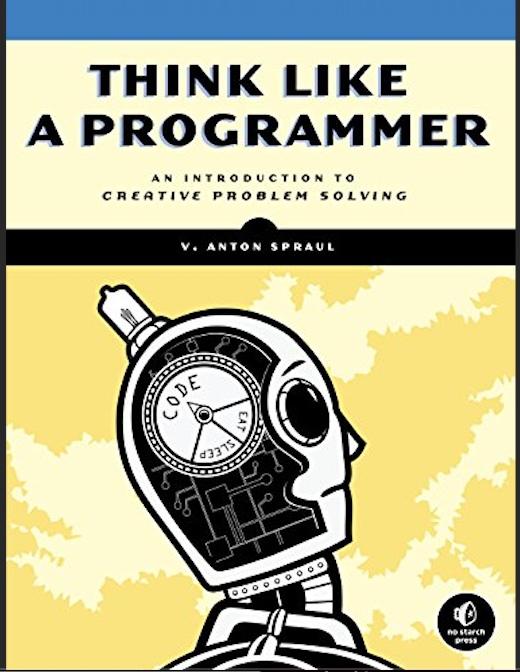 THINK LIKE
A PROGRAMMER
AN INTRODUCTION TO
CREATIVE PROBLEM SOLVING
V. ANTON SPRAUL
CODE
EAT
SLEEP
no starch
press